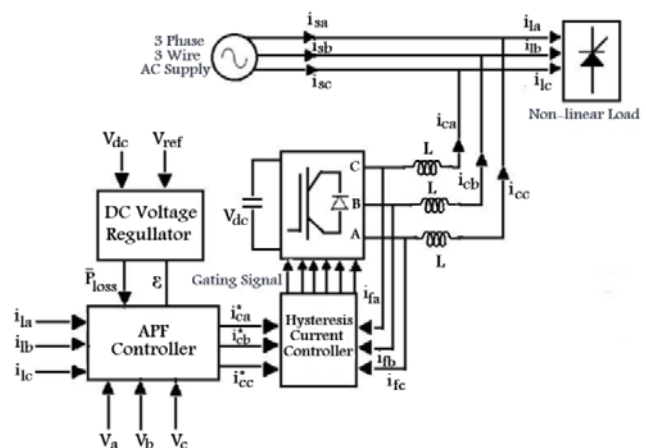 3 Phase
3 Wire
AC Supply
isa
isb
isc
ila
ilb
ilc
Non-linear Load
ica
icb
icc
L
L
L
C
B
A
Vdc
Vdc
Vref
DC Voltage
Regullator
P̄loss
ε
Gating Signal
ila
ilb
ilc
APF
Controller
i*ca
i*cb
i*cc
Hysteresis
Current
Controller
ifa
ifb
ifc
Va
Vb
Vc